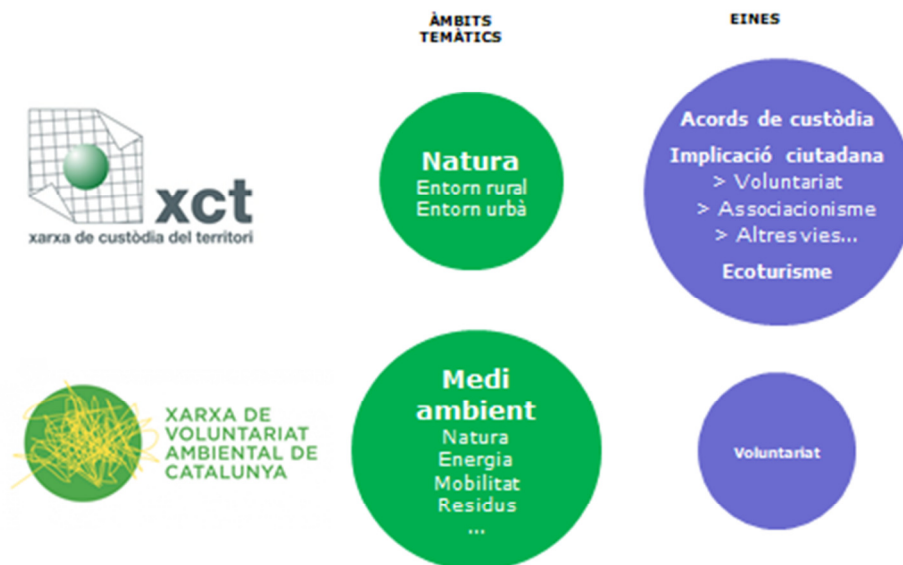 ÀMBITS
TEMÀTICS
EINES
xct
xarxa de custòdia del territori
Natura
Entorn rural
Entorn urbà
Acords de custòdia
Implicació ciutadana
> Voluntariat
> Associacionisme
> Altres vies...
Ecoturisme
XARXA DE
VOLUNTARIAT
AMBIENTAL DE
CATALUNYA
Medi
ambient
Natura
Energia
Mobilitat
Residus
...
Voluntariat